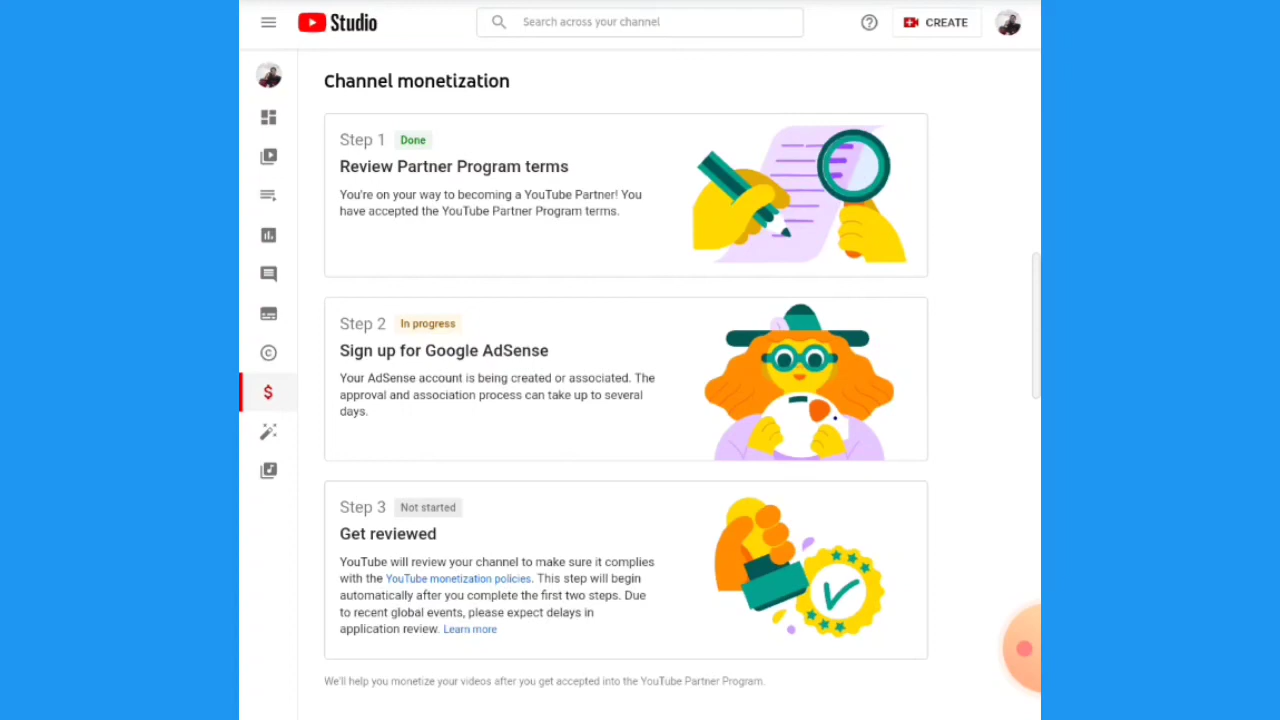 Studio
Search across your channel
CREATE
Channel monetization
Step 1 Done
Review Partner Program terms
You're on your way to becoming a YouTube Partner! You
have accepted the YouTube Partner Program terms.
Step 2 In progress
Sign up for Google AdSense
Your AdSense account is being created or associated. The
approval and association process can take up to several
days.
Step 3 Not started
Get reviewed
YouTube will review your channel to make sure it complies
with the YouTube monetization policies. This step will begin
automatically after you complete the first two steps. Due
to recent global events, please expect delays in
application review. Learn more
We'll help you monetize your videos after you get accepted into the YouTube Partner Program.